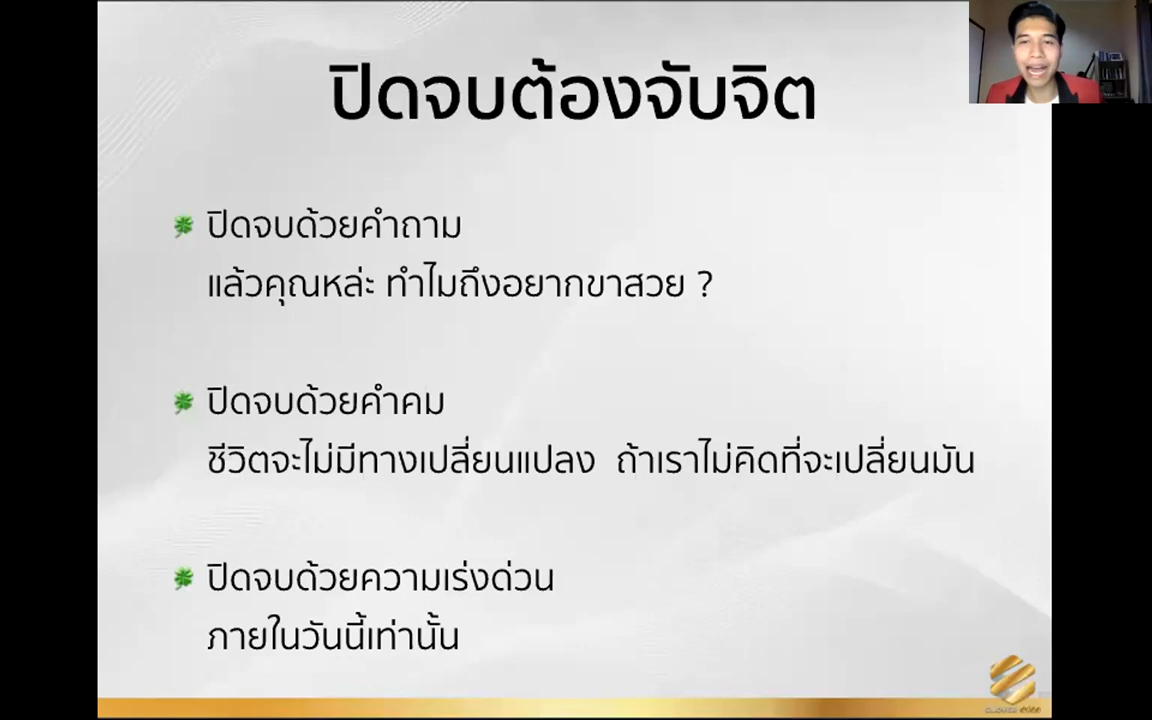 ปิดจบต้องจับจิต
ปิดจบด้วยคำถาม
แล้วคุณหล่ะ ทำไมถึงอยากขาสวย ?
ปิดจบด้วยคำคม
ชีวิตจะไม่มีทางเปลี่ยนแปลง ถ้าเราไม่คิดที่จะเปลี่ยนมัน
ปิดจบด้วยความเร่งด่วน
ภายในวันนี้เท่านั้น